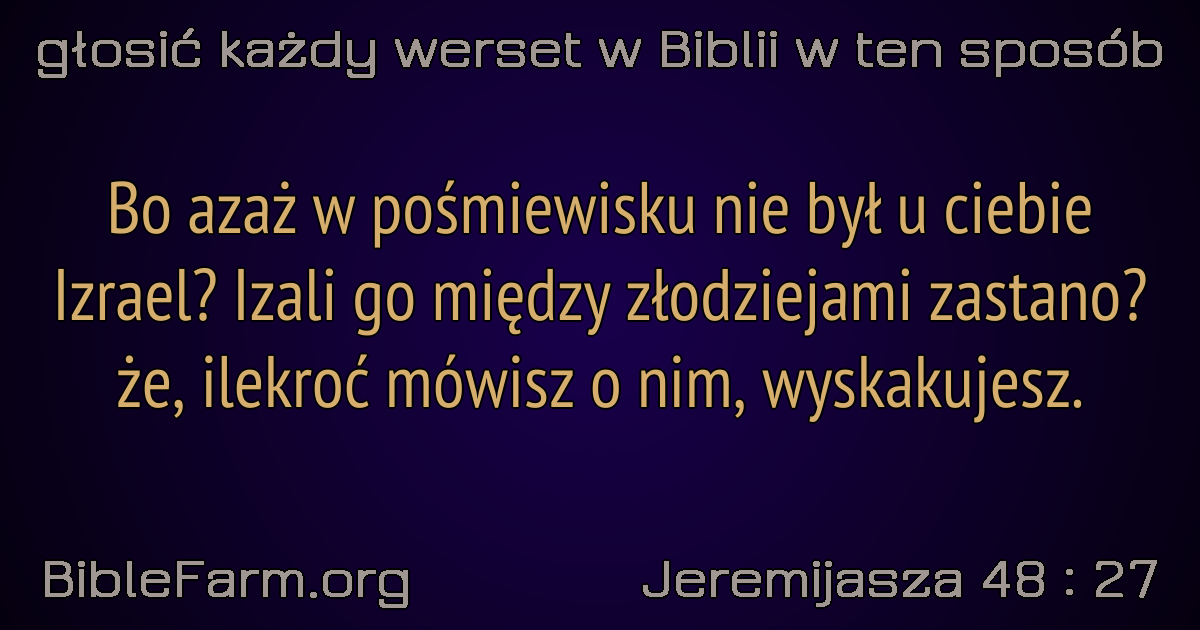 głosić każdy werset w Biblii w ten sposób
Bo azaż w pośmiewisku nie był u ciebie
Izrael? Izali go między złodziejami zastano?
że, ilekroć mówisz o nim, wyskakujesz.
BibleFarm.org
Jeremijasza 48 : 27